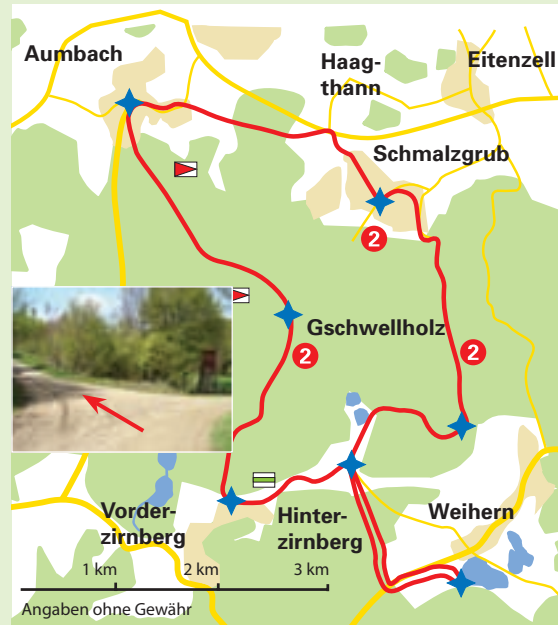 Aumbach
Haag-
thann
Eitenzell
Schmalzgrub
2
Gschwellholz
2
2
Vorder-
zirnberg
Hinter-
zirnberg
Weihern
1 km
2 km
3 km
Angaben ohne Gewähr